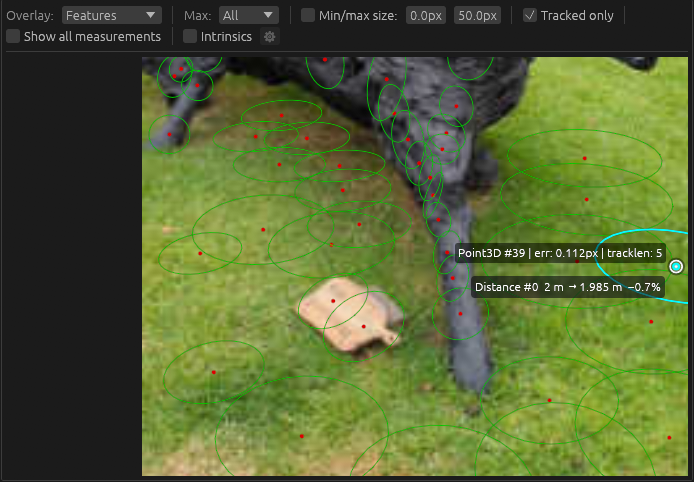 Overlay: Features Max: All Min/max size: 0.0px 50.0px Tracked only
Show all measurements Intrinsics
Point3D #39 | err: 0.112px | tracklen: 5
Distance #0 2 m → 1.985 m −0.7%